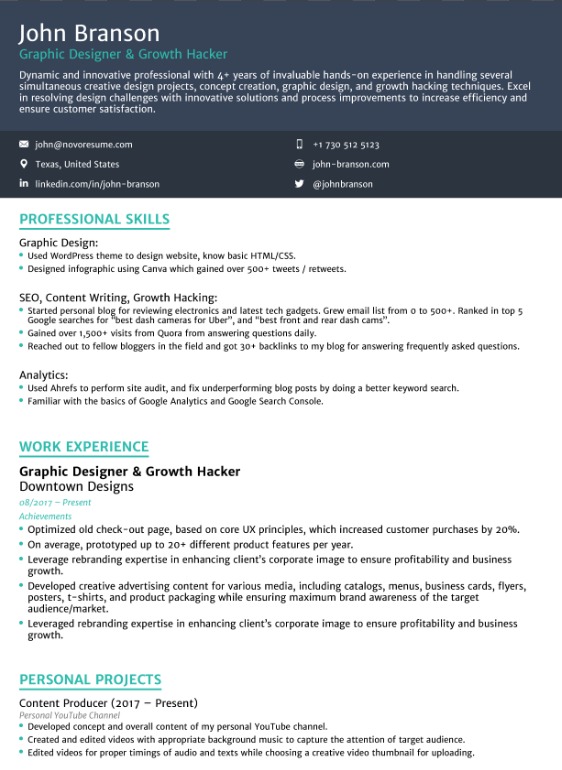 John Branson
Graphic Designer & Growth Hacker
Dynamic and innovative professional with 4+ years of invaluable hands-on experience in handling several
simultaneous creative design projects, concept creation, graphic design, and growth hacking techniques. Excel
in resolving design challenges with innovative solutions and process improvements to increase efficiency and
ensure customer satisfaction.
john@novoresume.com
+1 730 512 5123
Texas, United States
john-branson.com
linkedin.com/in/john-branson
@johnbranson
PROFESSIONAL SKILLS
Graphic Design:
• Used WordPress theme to design website, know basic HTML/CSS.
• Designed infographic using Canva which gained over 500+ tweets / retweets.
SEO, Content Writing, Growth Hacking:
• Started personal blog for reviewing electronics and latest tech gadgets. Grew email list from 0 to 500+. Ranked in top 5
Google searches for "best dash cameras for Uber", and "best front and rear dash cams".
• Gained over 1,500+ visits from Quora from answering questions daily.
• Reached out to fellow bloggers in the field and got 30+ backlinks to my blog for answering frequently asked questions.
Analytics:
• Used Ahrefs to perform site audit, and fix underperforming blog posts by doing a better keyword search.
• Familiar with the basics of Google Analytics and Google Search Console.
WORK EXPERIENCE
Graphic Designer & Growth Hacker
Downtown Designs
08/2017 – Present
Achievements
• Optimized old check-out page, based on core UX principles, which increased customer purchases by 20%.
• On average, prototyped up to 20+ different product features per year.
• Leverage rebranding expertise in enhancing client's corporate image to ensure profitability and business
growth.
• Developed creative advertising content for various media, including catalogs, menus, business cards, flyers,
posters, t-shirts, and product packaging while ensuring maximum brand awareness of the target
audience/market.
• Leveraged rebranding expertise in enhancing client's corporate image to ensure profitability and business
growth.
PERSONAL PROJECTS
Content Producer (2017 – Present)
Personal YouTube Channel
• Developed concept and overall content of my personal YouTube channel.
• Created and edited videos with appropriate background music to capture the attention of target audience.
• Edited videos for proper timings of audio and texts while choosing a creative video thumbnail for uploading.